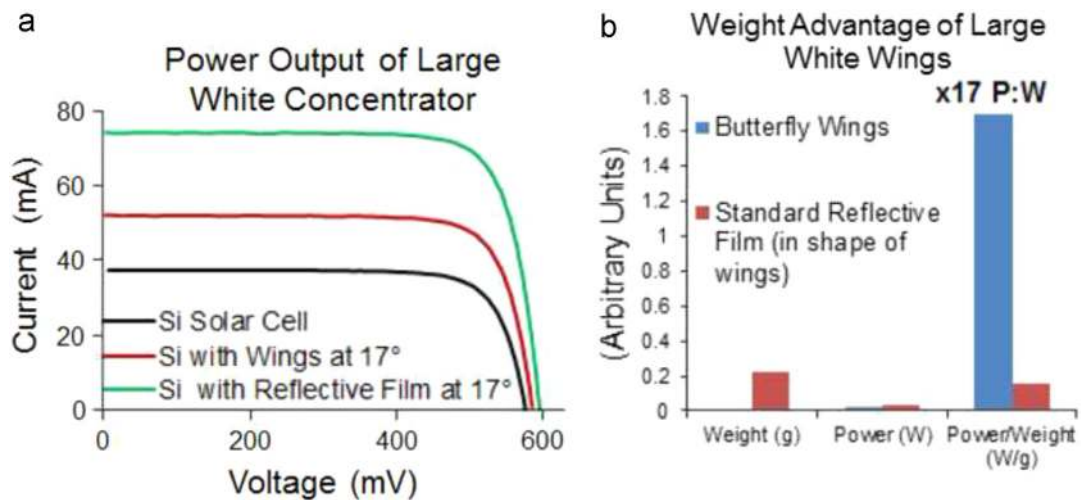 a
Power Output of Large
White Concentrator
80
60
40
20
0
Current (mA)
Si Solar Cell
Si with Wings at 17°
Si with Reflective Film at 17°
0 200 400 600
Voltage (mV)
b
Weight Advantage of Large
White Wings
x17 P:W
1.8
1.6
1.4
1.2
1
0.8
0.6
0.4
0.2
0
(Arbitrary Units)
Butterfly Wings
Standard Reflective
Film (in shape of
wings)
Weight (g) Power (W) Power/Weight
(W/g)